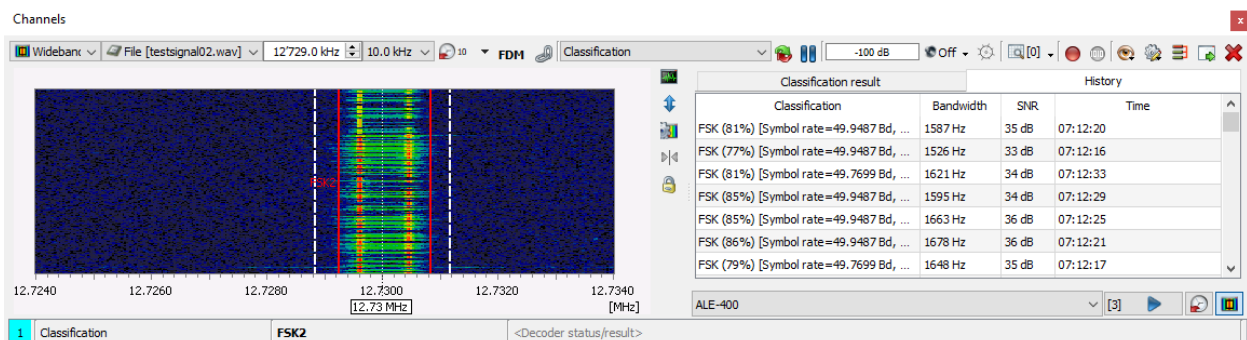 Channels
x
Wideband File [testsignal02.wav] 12'729.0 kHz 10.0 kHz 10 FDM Classification -100 dB Off [0]
Classification result History
Classification Bandwidth SNR Time
FSK (81%) [Symbol rate=49.9487 Bd, ... 1587 Hz 35 dB 07:12:20
FSK (77%) [Symbol rate=49.9487 Bd, ... 1526 Hz 33 dB 07:12:16
FSK (81%) [Symbol rate=49.7699 Bd, ... 1621 Hz 34 dB 07:12:33
FSK (85%) [Symbol rate=49.9487 Bd, ... 1595 Hz 34 dB 07:12:29
FSK (85%) [Symbol rate=49.9487 Bd, ... 1663 Hz 36 dB 07:12:25
FSK (86%) [Symbol rate=49.9487 Bd, ... 1678 Hz 36 dB 07:12:21
FSK (79%) [Symbol rate=49.7699 Bd, ... 1648 Hz 35 dB 07:12:17
FSK2
12.7240 12.7260 12.7280 12.7300 12.7320 12.7340
12.73 MHz [MHz]
ALE-400 [3]
1 Classification FSK2 <Decoder status/result>